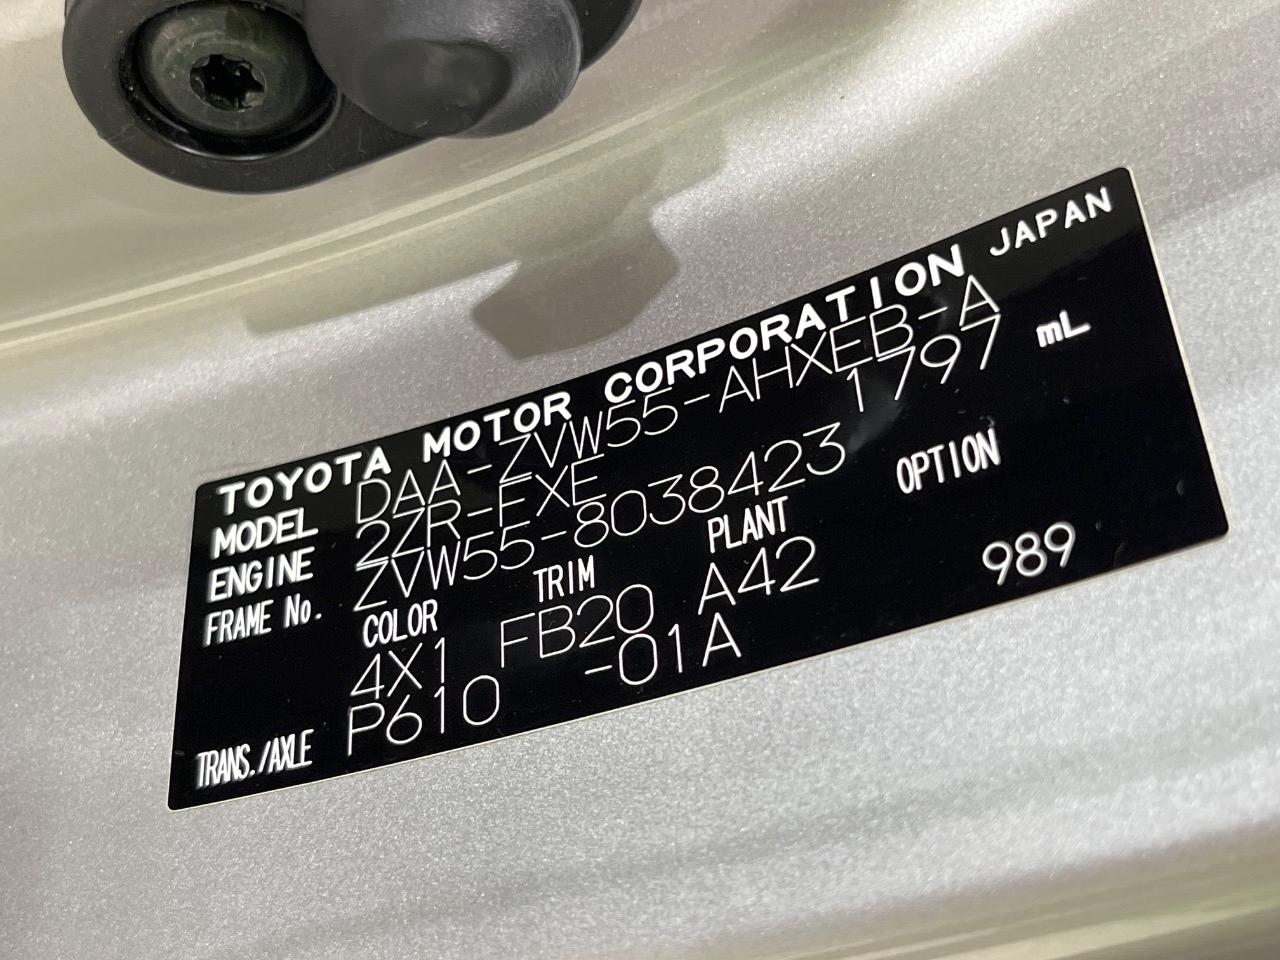 TOYOTA MOTOR CORPORATION JAPAN
MODEL DAA-ZVW55-AHXEB-A
ENGINE 2ZR-FXE 1797 mL
FRAME No. ZVW55-8038423
COLOR TRIM PLANT OPTION
4X1 FB20 A42 989
TRANS./AXLE P610 -01A